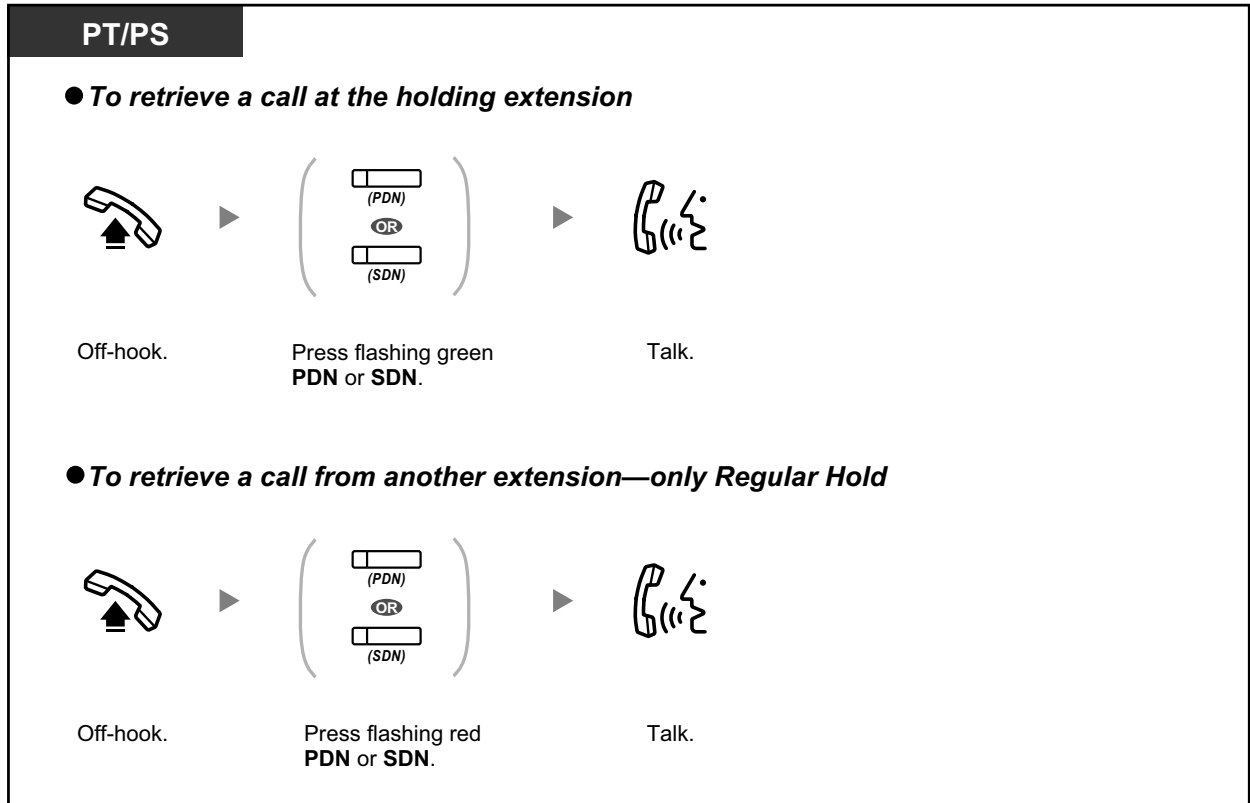 PT/PS
● To retrieve a call at the holding extension
(PDN)
OR
(SDN)
Off-hook.
Press flashing green
PDN or SDN.
Talk.
● To retrieve a call from another extension—only Regular Hold
(PDN)
OR
(SDN)
Off-hook.
Press flashing red
PDN or SDN.
Talk.